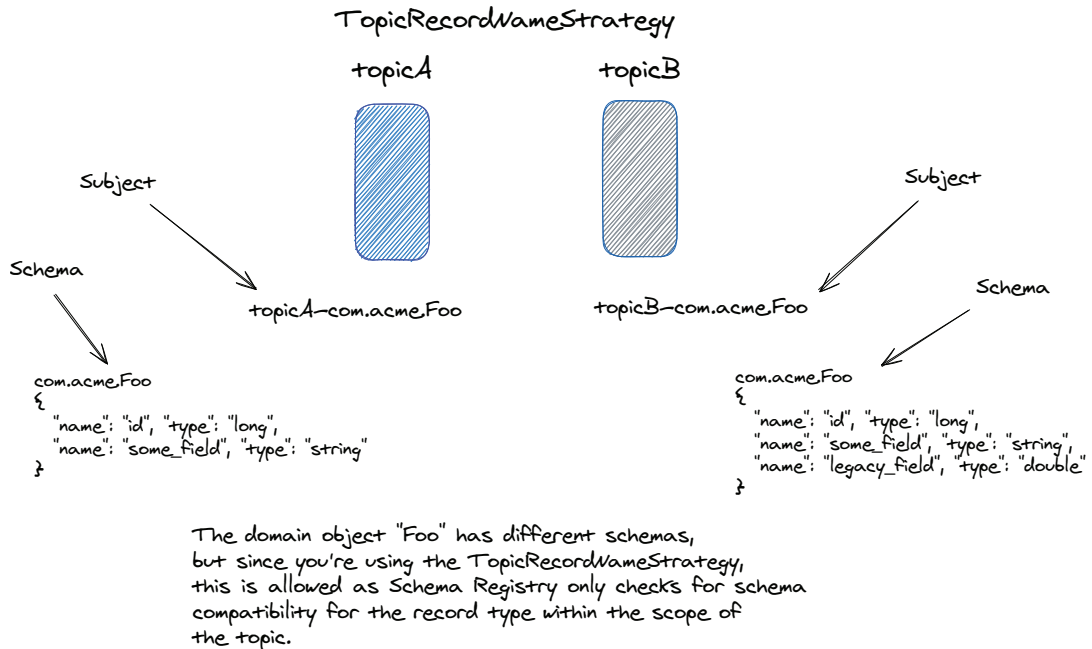 TopicRecordNameStrategy
topicA
topicB
Subject
Subject
Schema
Schema
topicA-com.acme.Foo
topicB-com.acme.Foo
com.acme.Foo
{
"name": "id", "type": "long",
"name": "some_field", "type": "string"
}
com.acme.Foo
{
"name": "id", "type": "long",
"name": "some_field", "type": "string",
"name": "legacy_field", "type": "double"
}
The domain object "Foo" has different schemas,
but since you're using the TopicRecordNameStrategy,
this is allowed as Schema Registry only checks for schema
compatibility for the record type within the scope of
the topic.